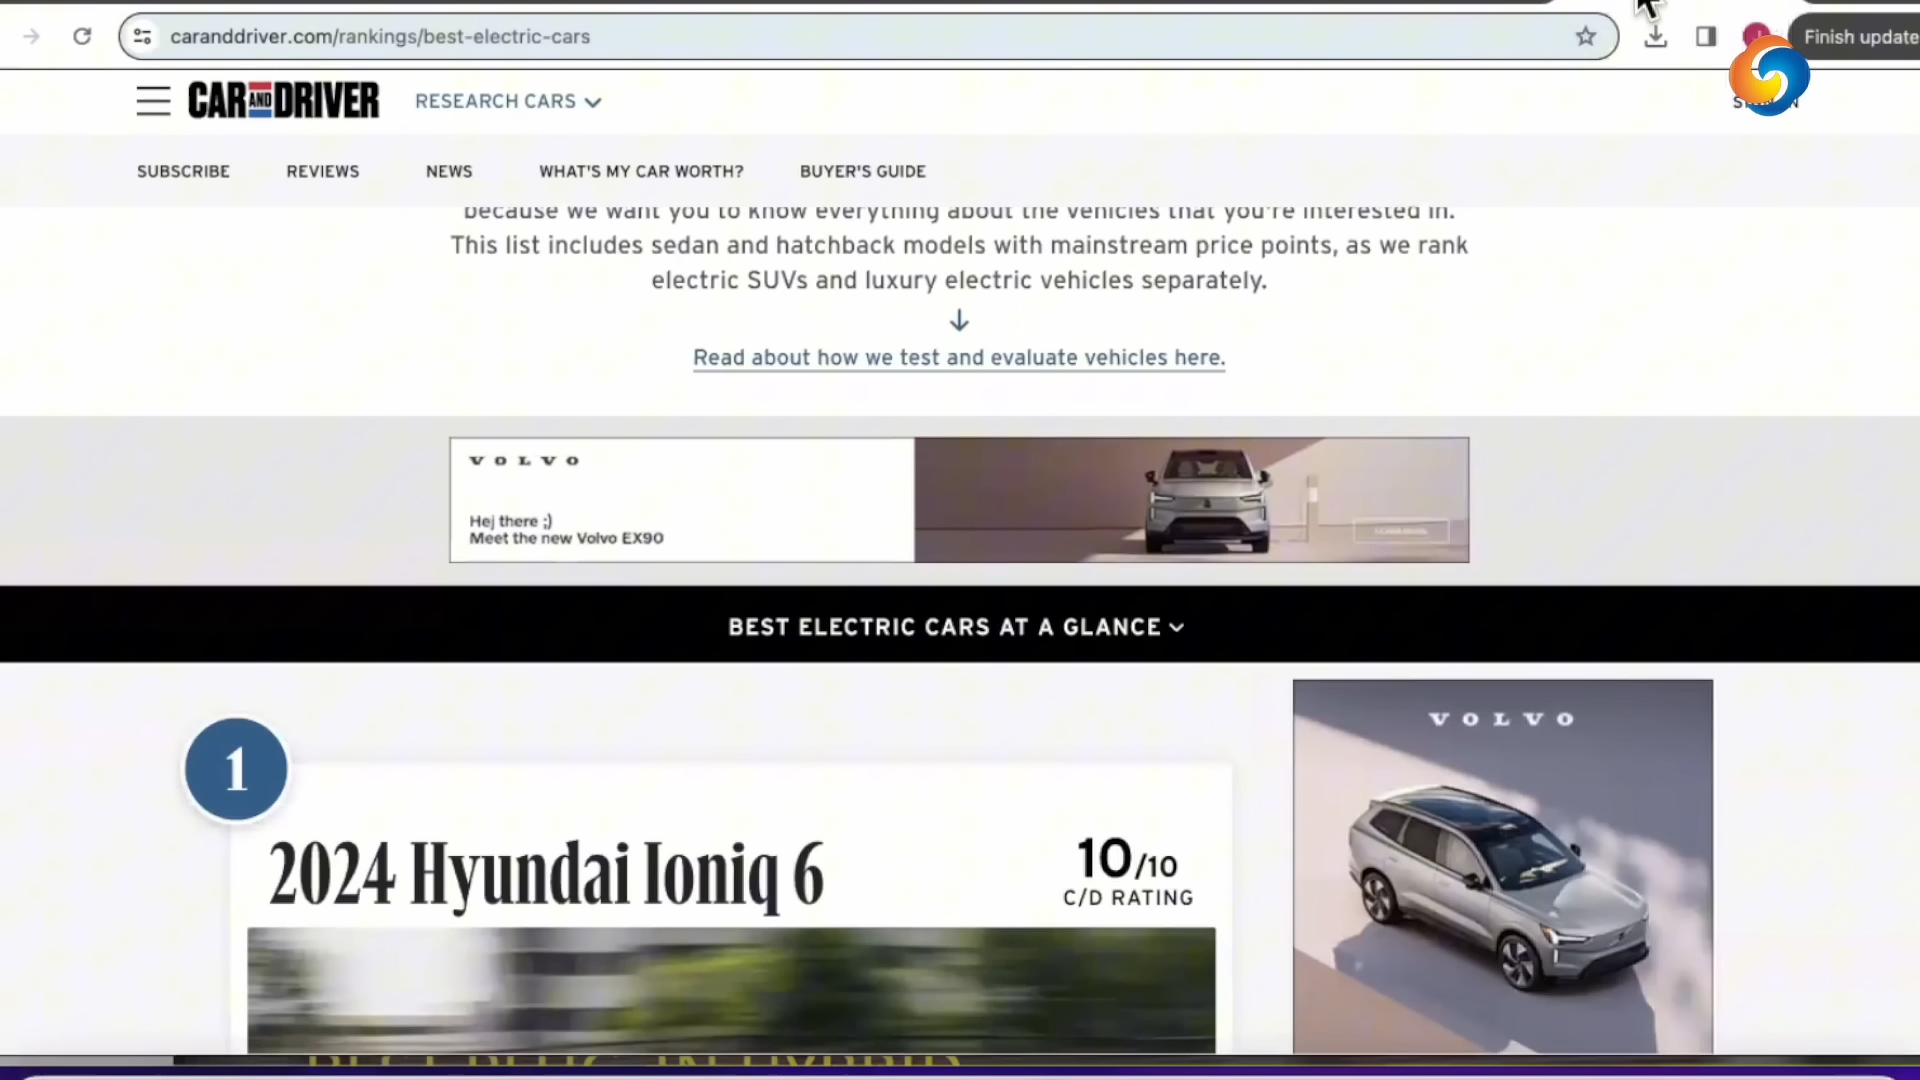 caranddriver.com/rankings/best-electric-cars
Finish update
CAR AND DRIVER
RESEARCH CARS
SUBSCRIBE
REVIEWS
NEWS
WHAT'S MY CAR WORTH?
BUYER'S GUIDE
because we want you to know everything about the vehicles that you're interested in.
This list includes sedan and hatchback models with mainstream price points, as we rank
electric SUVs and luxury electric vehicles separately.
Read about how we test and evaluate vehicles here.
VOLVO
Hej there ;)
Meet the new Volvo EX90
BEST ELECTRIC CARS AT A GLANCE
VOLVO
1
2024 Hyundai Ioniq 6
10/10
C/D RATING